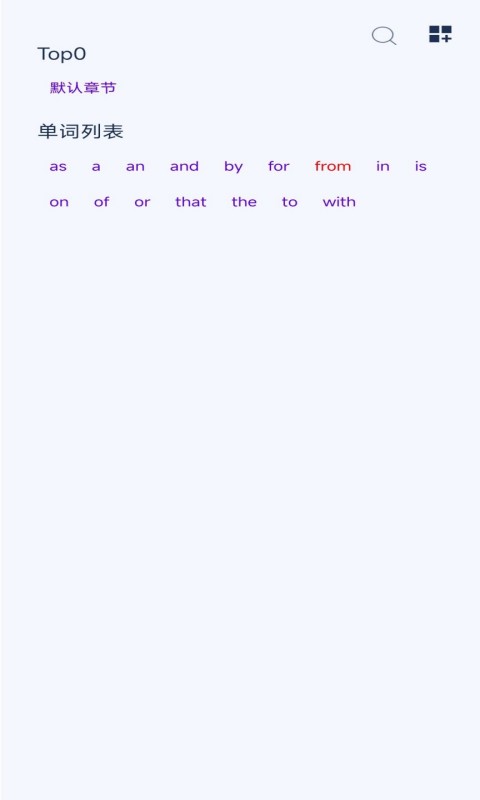 Top0
默认章节
单词列表
as a an and by for from in is
on of or that the to with